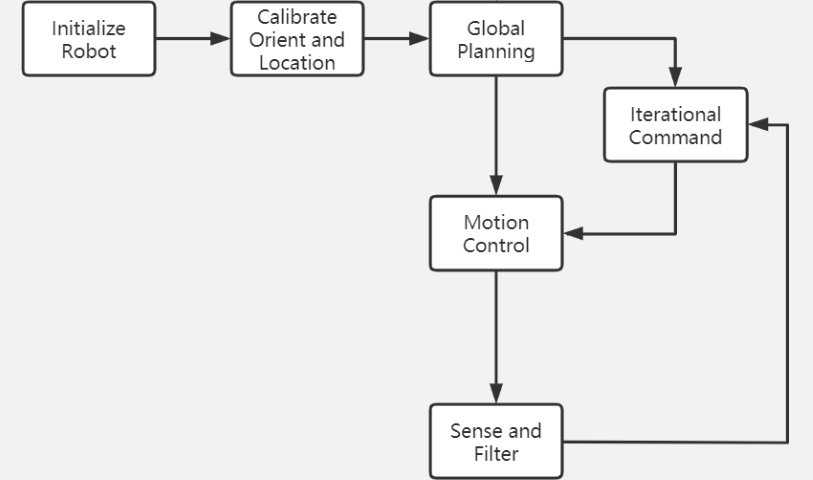 Initialize
Robot
Calibrate
Orient and
Location
Global
Planning
Iterational
Command
Motion
Control
Sense and
Filter